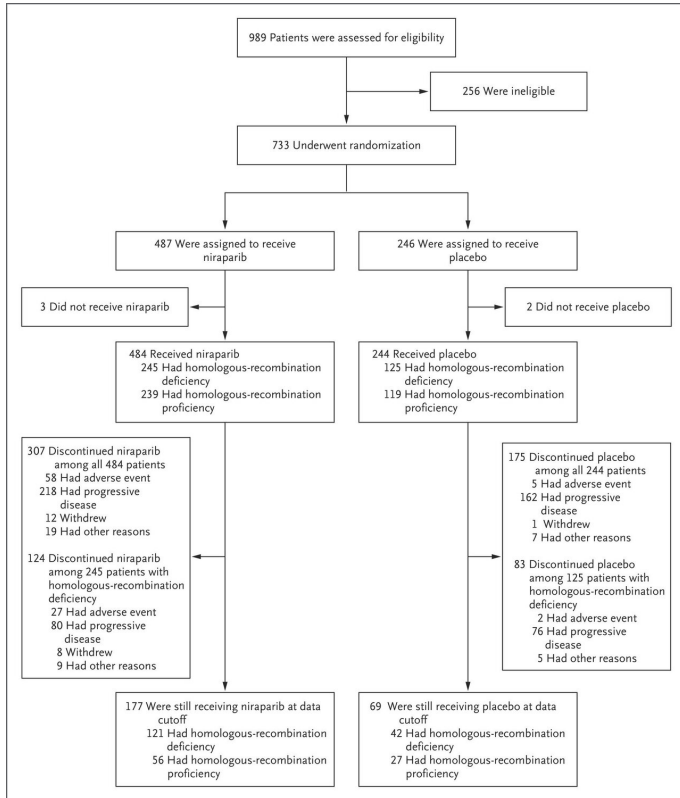 989 Patients were assessed for eligibility
256 Were ineligible
733 Underwent randomization
487 Were assigned to receive
niraparib
246 Were assigned to receive
placebo
3 Did not receive niraparib
2 Did not receive placebo
484 Received niraparib
245 Had homologous-recombination
deficiency
239 Had homologous-recombination
proficiency
244 Received placebo
125 Had homologous-recombination
deficiency
119 Had homologous-recombination
proficiency
307 Discontinued niraparib
among all 484 patients
58 Had adverse event
218 Had progressive
disease
12 Withdrew
19 Had other reasons
124 Discontinued niraparib
among 245 patients with
homologous-recombination
deficiency
27 Had adverse event
80 Had progressive
disease
8 Withdrew
9 Had other reasons
175 Discontinued placebo
among all 244 patients
5 Had adverse event
162 Had progressive
disease
1 Withdrew
7 Had other reasons
83 Discontinued placebo
among 125 patients with
homologous-recombination
deficiency
2 Had adverse event
76 Had progressive
disease
5 Had other reasons
177 Were still receiving niraparib at data
cutoff
121 Had homologous-recombination
deficiency
56 Had homologous-recombination
proficiency
69 Were still receiving placebo at data
cutoff
42 Had homologous-recombination
deficiency
27 Had homologous-recombination
proficiency